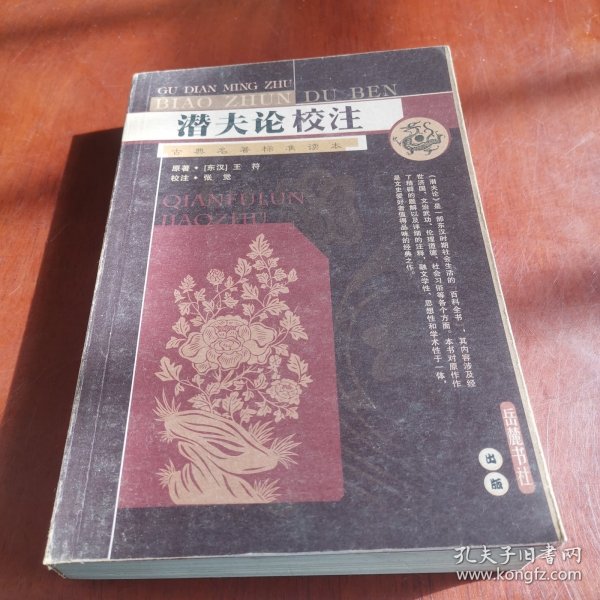 GU DIAN MING ZHU
BIAO ZHUN DU BEN
潜夫论校注
古典名著标准读本
原著·[东汉]王符
校注·张觉
QIANFULUN
JIAOZHU
《潜夫论》是一部东汉时期社会生活的“百科全书”,其内容涉及经
世济国、文治武功、伦理道德、社会习俗等各个方面。本书对原作作
了精辟的题解以及详细的注释,融文学性、思想性和学术性于一体,
是文史爱好者值得品味的经典之作。
岳麓书社
出版
孔夫子旧书网
www.kongfz.com